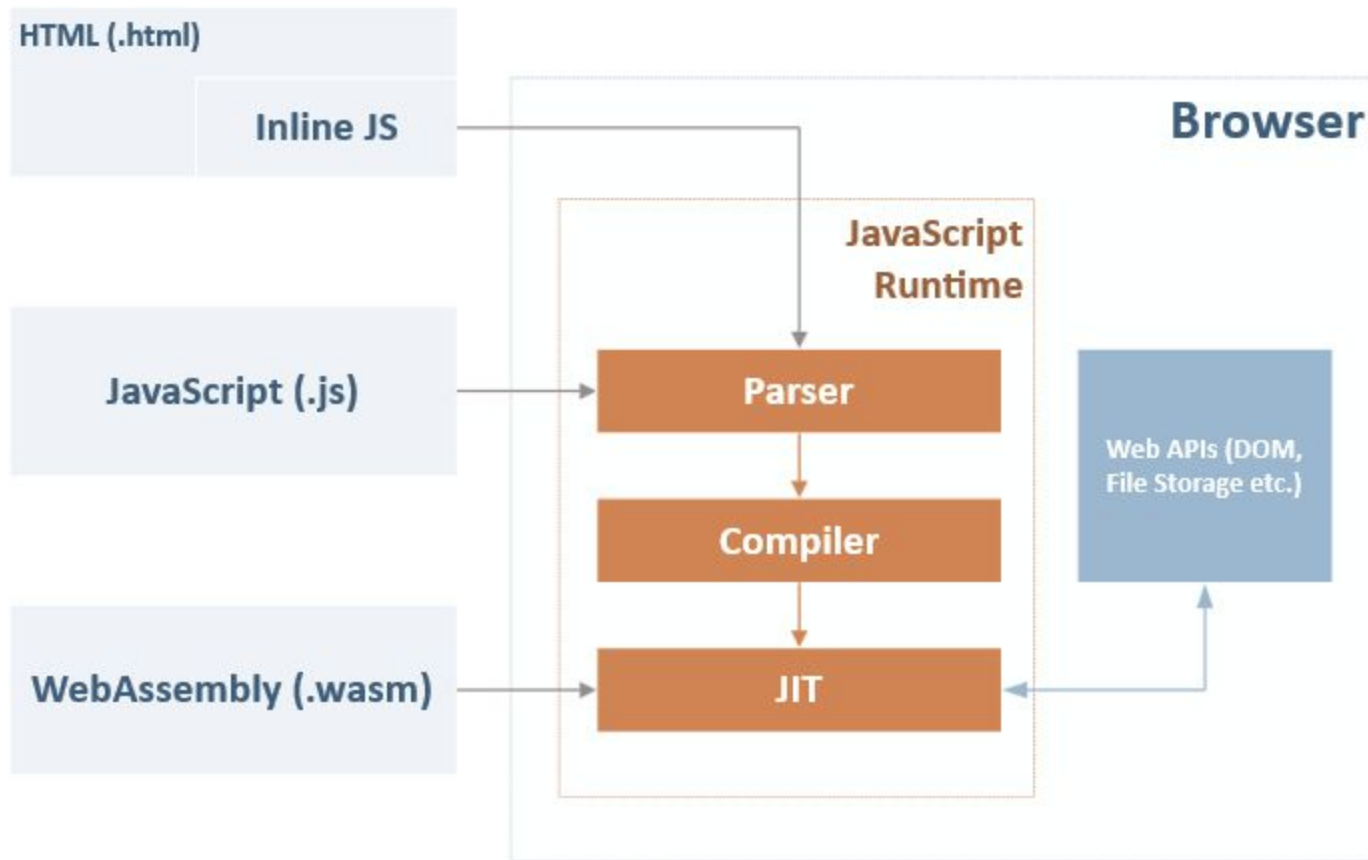 HTML (.html)
Inline JS
Browser
JavaScript
Runtime
JavaScript (.js)
Parser
Web APIs (DOM,
File Storage etc.)
Compiler
WebAssembly (.wasm)
JIT